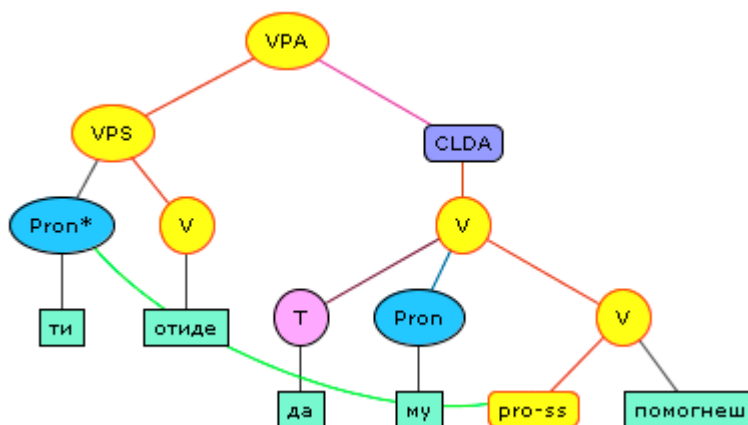 VPA
VPS
CLDA
Pron* V V
T Pron V
ти отиде
да му pro-ss помогнеш